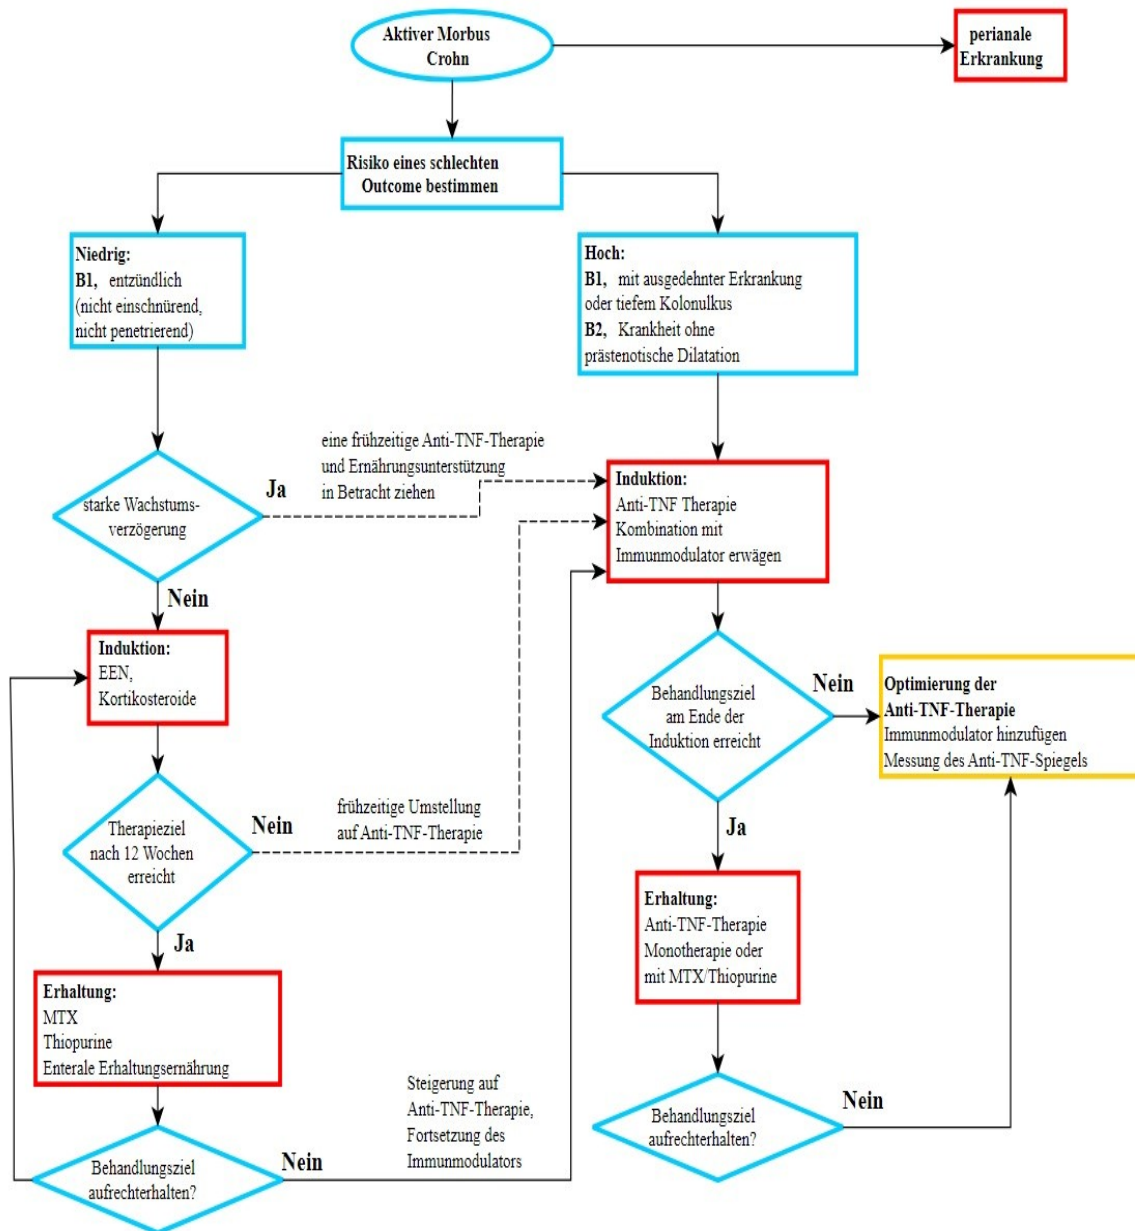 Aktiver Morbus
Crohn
perianale
Erkrankung
Risiko eines schlechten
Outcome bestimmen
Niedrig:
B1, entzündlich
(nicht einschnürend,
nicht penetrierend)
Hoch:
B1, mit ausgedehnter Erkrankung
oder tiefem Kolonulkus
B2, Krankheit ohne
prästenotische Dilatation
starke Wachstums-
verzögerung
Ja
eine frühzeitige Anti-TNF-Therapie
und Ernährungsunterstützung
in Betracht ziehen
Nein
Induktion:
Anti-TNF Therapie
Kombination mit
Immunmodulator erwägen
Induktion:
EEN,
Kortikosteroide
Behandlungsziel
am Ende der
Induktion erreicht
Nein
Optimierung der
Anti-TNF-Therapie
Immunmodulator hinzufügen
Messung des Anti-TNF-Spiegels
Ja
Therapieziel
nach 12 Wochen
erreicht
Nein
frühzeitige Umstellung
auf Anti-TNF-Therapie
Ja
Erhaltung:
Anti-TNF-Therapie
Monotherapie oder
mit MTX/Thiopurine
Erhaltung:
MTX
Thiopurine
Enterale Erhaltungsernährung
Behandlungsziel
aufrechterhalten?
Nein
Steigerung auf
Anti-TNF-Therapie,
Fortsetzung des
Immunmodulators
Behandlungsziel
aufrechterhalten?
Nein